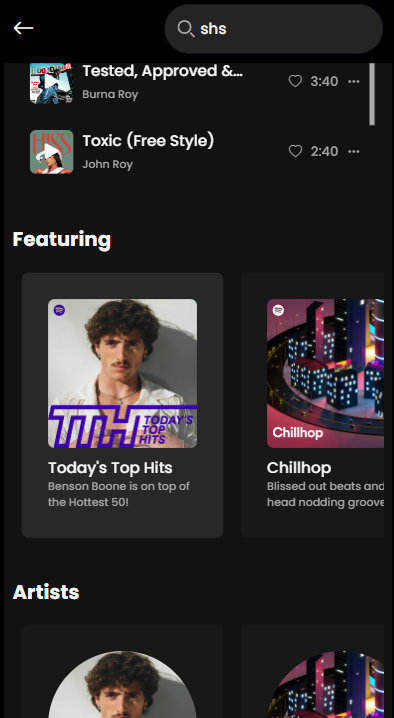 shs
Tested, Approved &...
Burna Roy
3:40
HISS
Toxic (Free Style)
John Roy
2:40
Featuring
TTH TODAY'S
TOP
HITS
Chillhop
Today's Top Hits
Benson Boone is on top of
the Hottest 50!
Chillhop
Blissed out beats and
head nodding groove
Artists